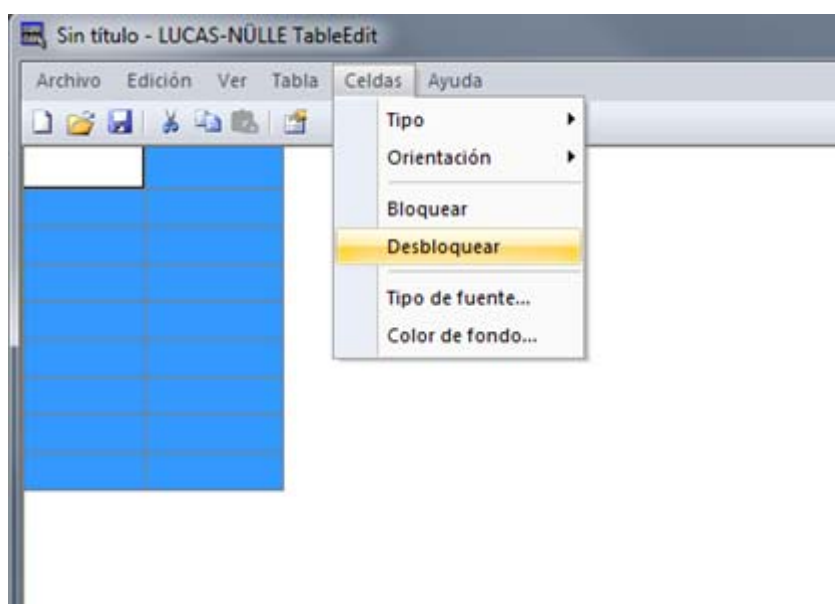 Sin título - LUCAS-NÜLLE TableEdit
Archivo Edición Ver Tabla Celdas Ayuda
Tipo
Orientación
Bloquear
Desbloquear
Tipo de fuente...
Color de fondo...